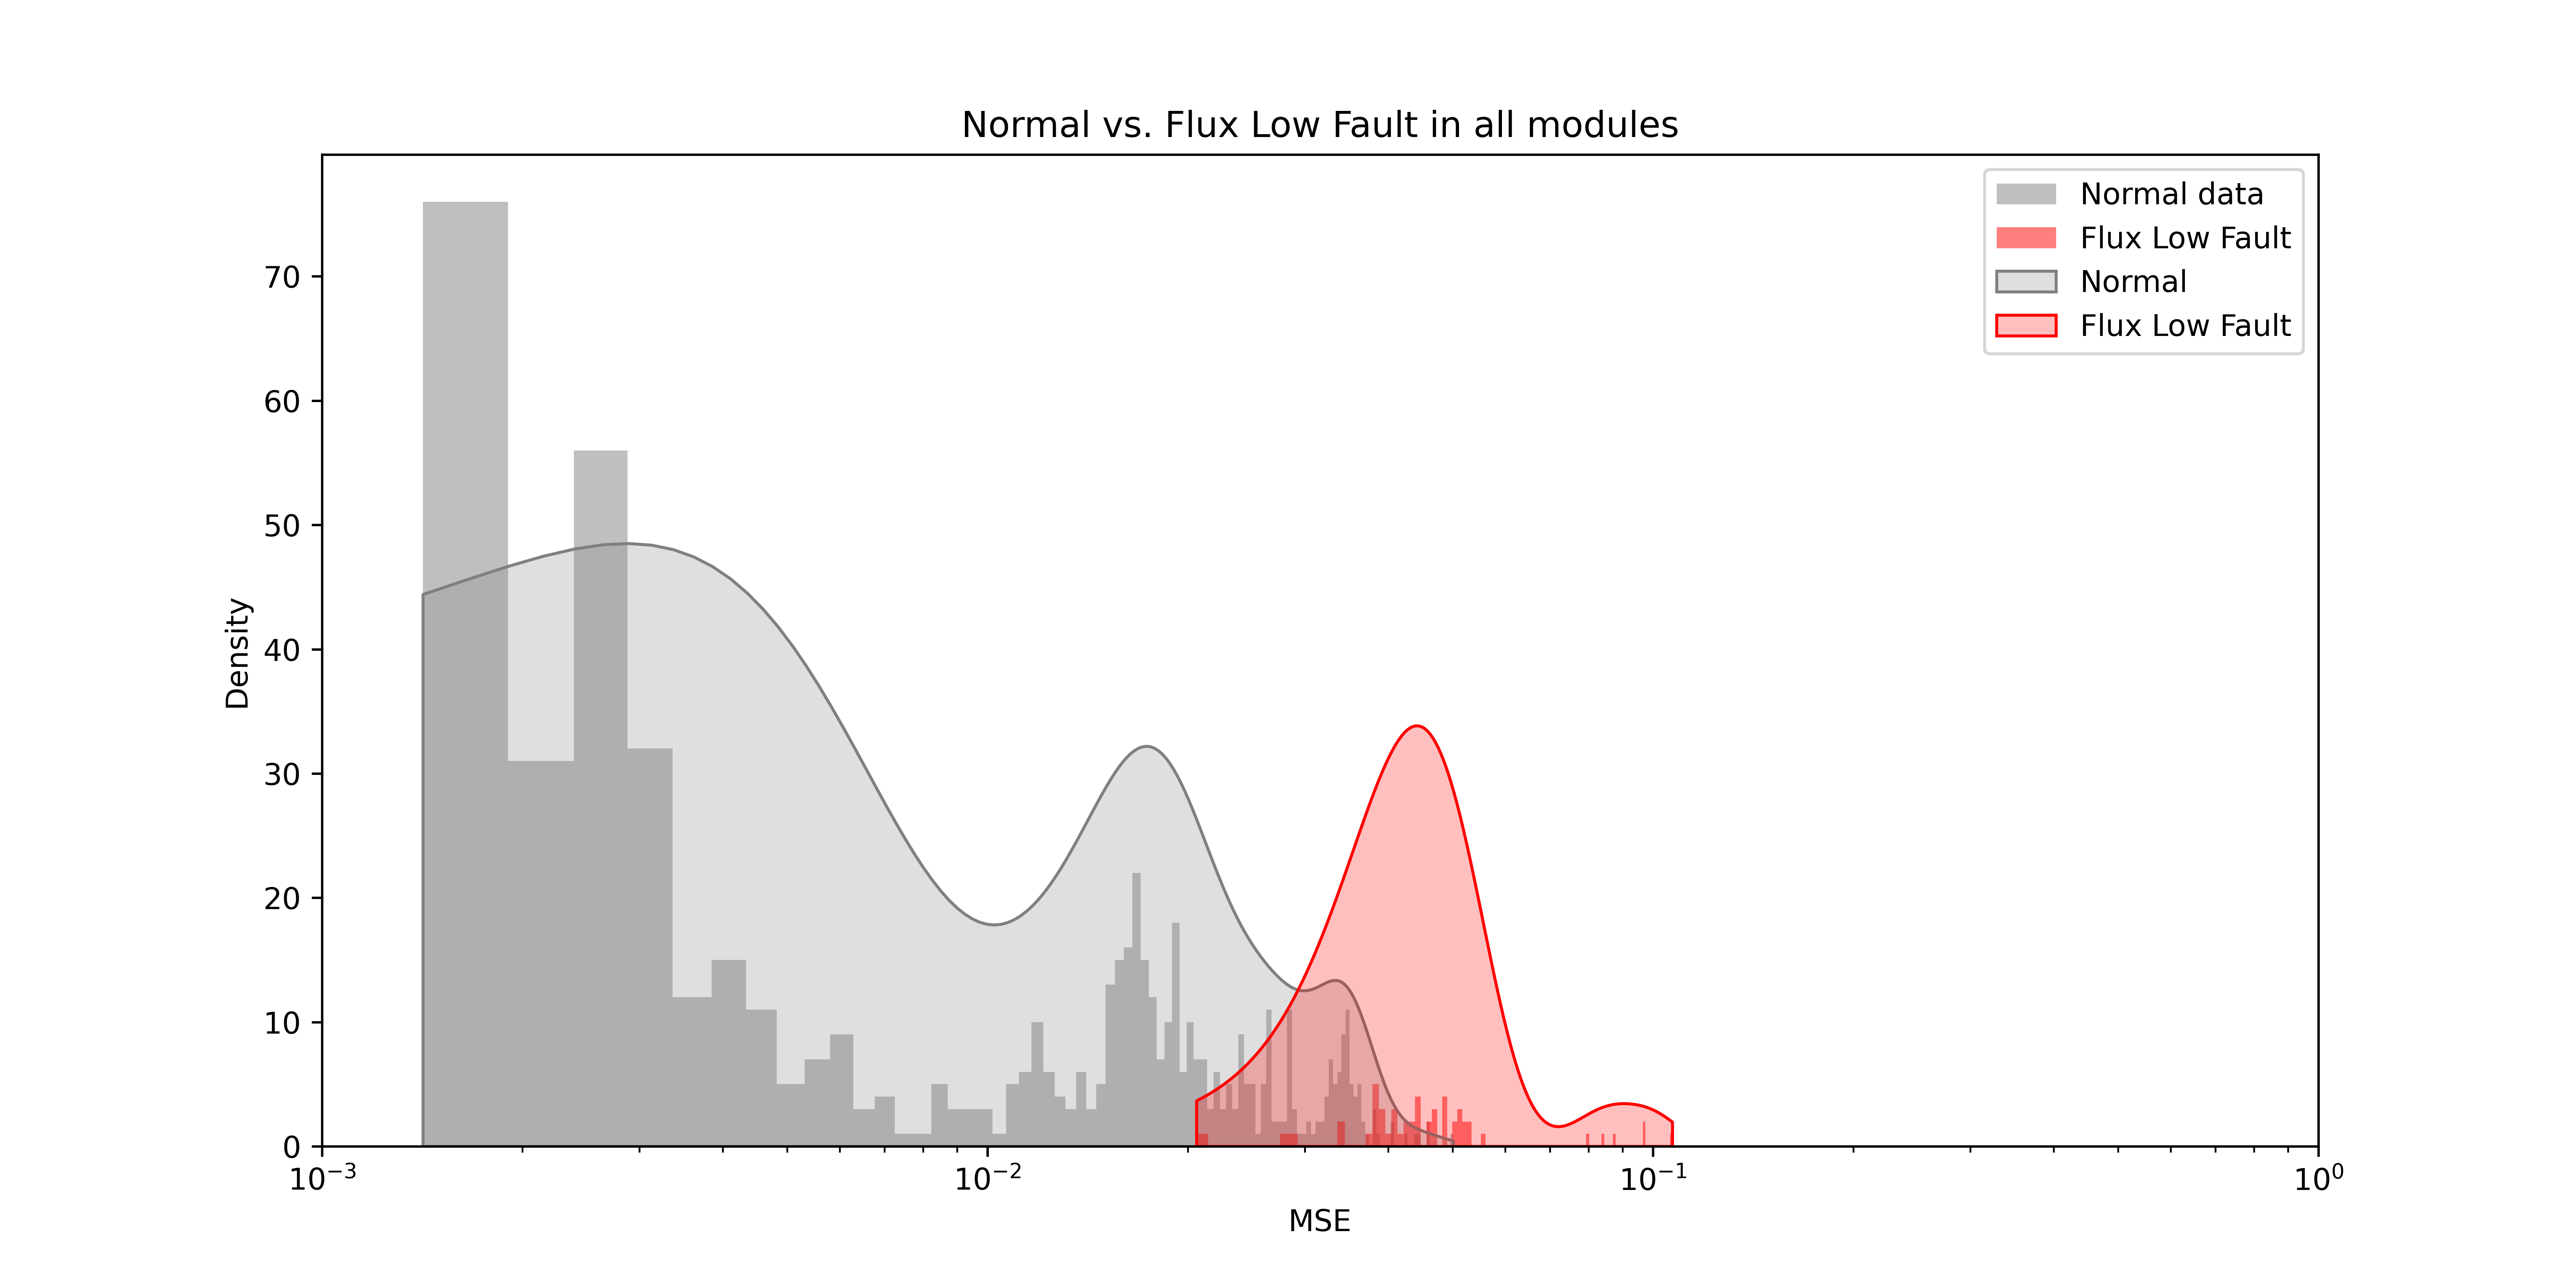 Normal vs. Flux Low Fault in all modules
Normal data
Flux Low Fault
Normal
Flux Low Fault
Density
70
60
50
40
30
20
10
0
10⁻³
10⁻²
10⁻¹
10⁰
MSE